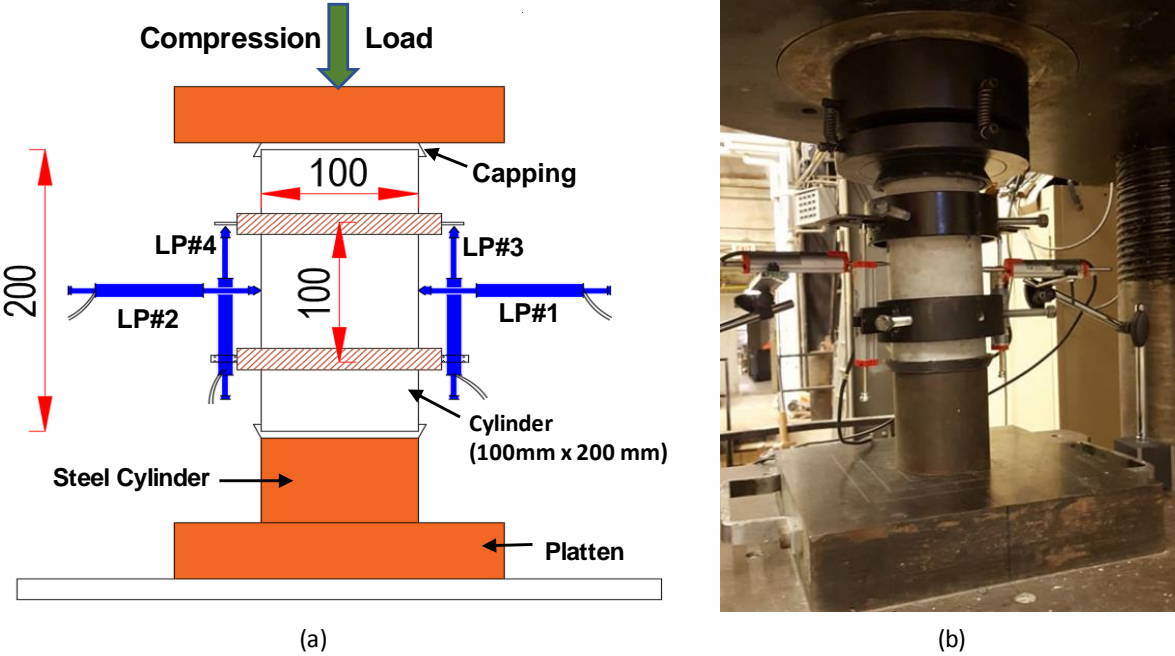 Compression Load
Capping
100
LP#4
LP#3
200
100
LP#2
LP#1
Cylinder
(100mm x 200 mm)
Steel Cylinder
Platten
(a)
(b)